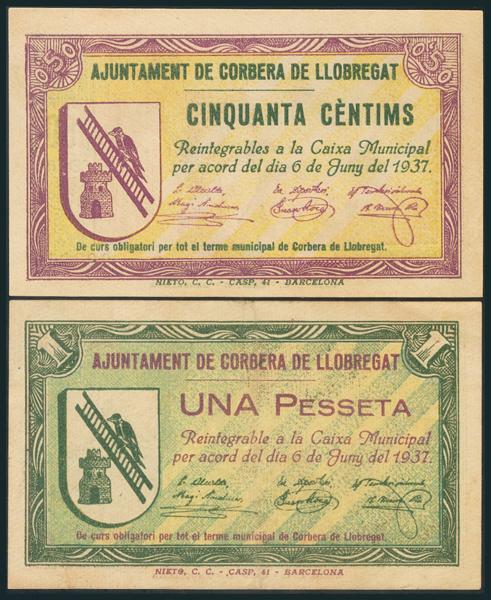 0'50 0'50
AJUNTAMENT DE CORBERA DE LLOBREGAT
CINQUANTA CÈNTIMS
Reintegrables a la Caixa Municipal
per acord del dia 6 de Juny del 1937.
De curs obligatori per tot el terme municipal de Corbera de Llobregat.
NIETO, C. C. - CASP, 41 - BARCELONA
1 1
AJUNTAMENT DE CORBERA DE LLOBREGAT
UNA PESSETA
Reintegrable a la Caixa Municipal
per acord del dia 6 de Juny del 1937.
De curs obligatori per tot el terme municipal de Corbera de Llobregat.
NIETO, C. C. - CASP, 41 - BARCELONA